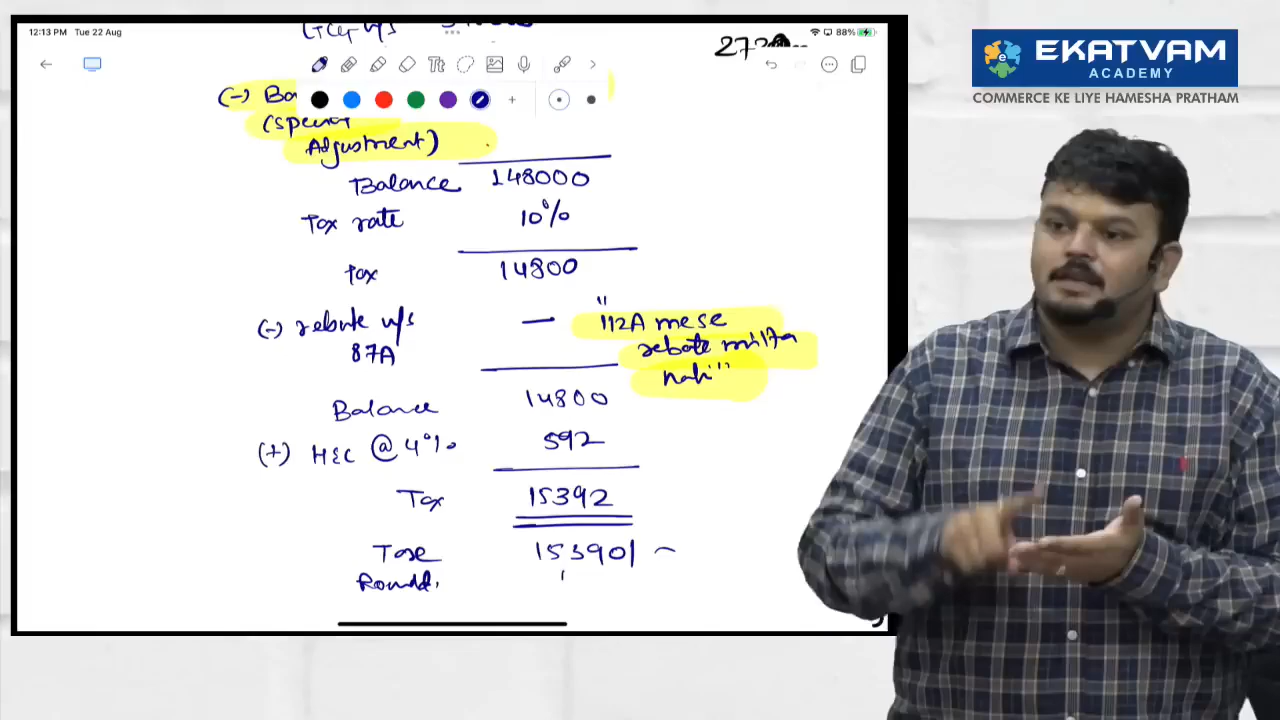 12:13 PM Tue 22 Aug
88%
EKATVAM
ACADEMY
COMMERCE KE LIYE HAMESHA PRATHAM
(-) Ba
(special
Adjustment)
Balance 148000
Tax rate 10%
Tax 14800
(-) rebate u/s — "112A mese
87A rebate milta
nahi"
Balance 14800
(+) H&C @ 4% 592
Tax 15392
Tax 15390/-
Roundd.